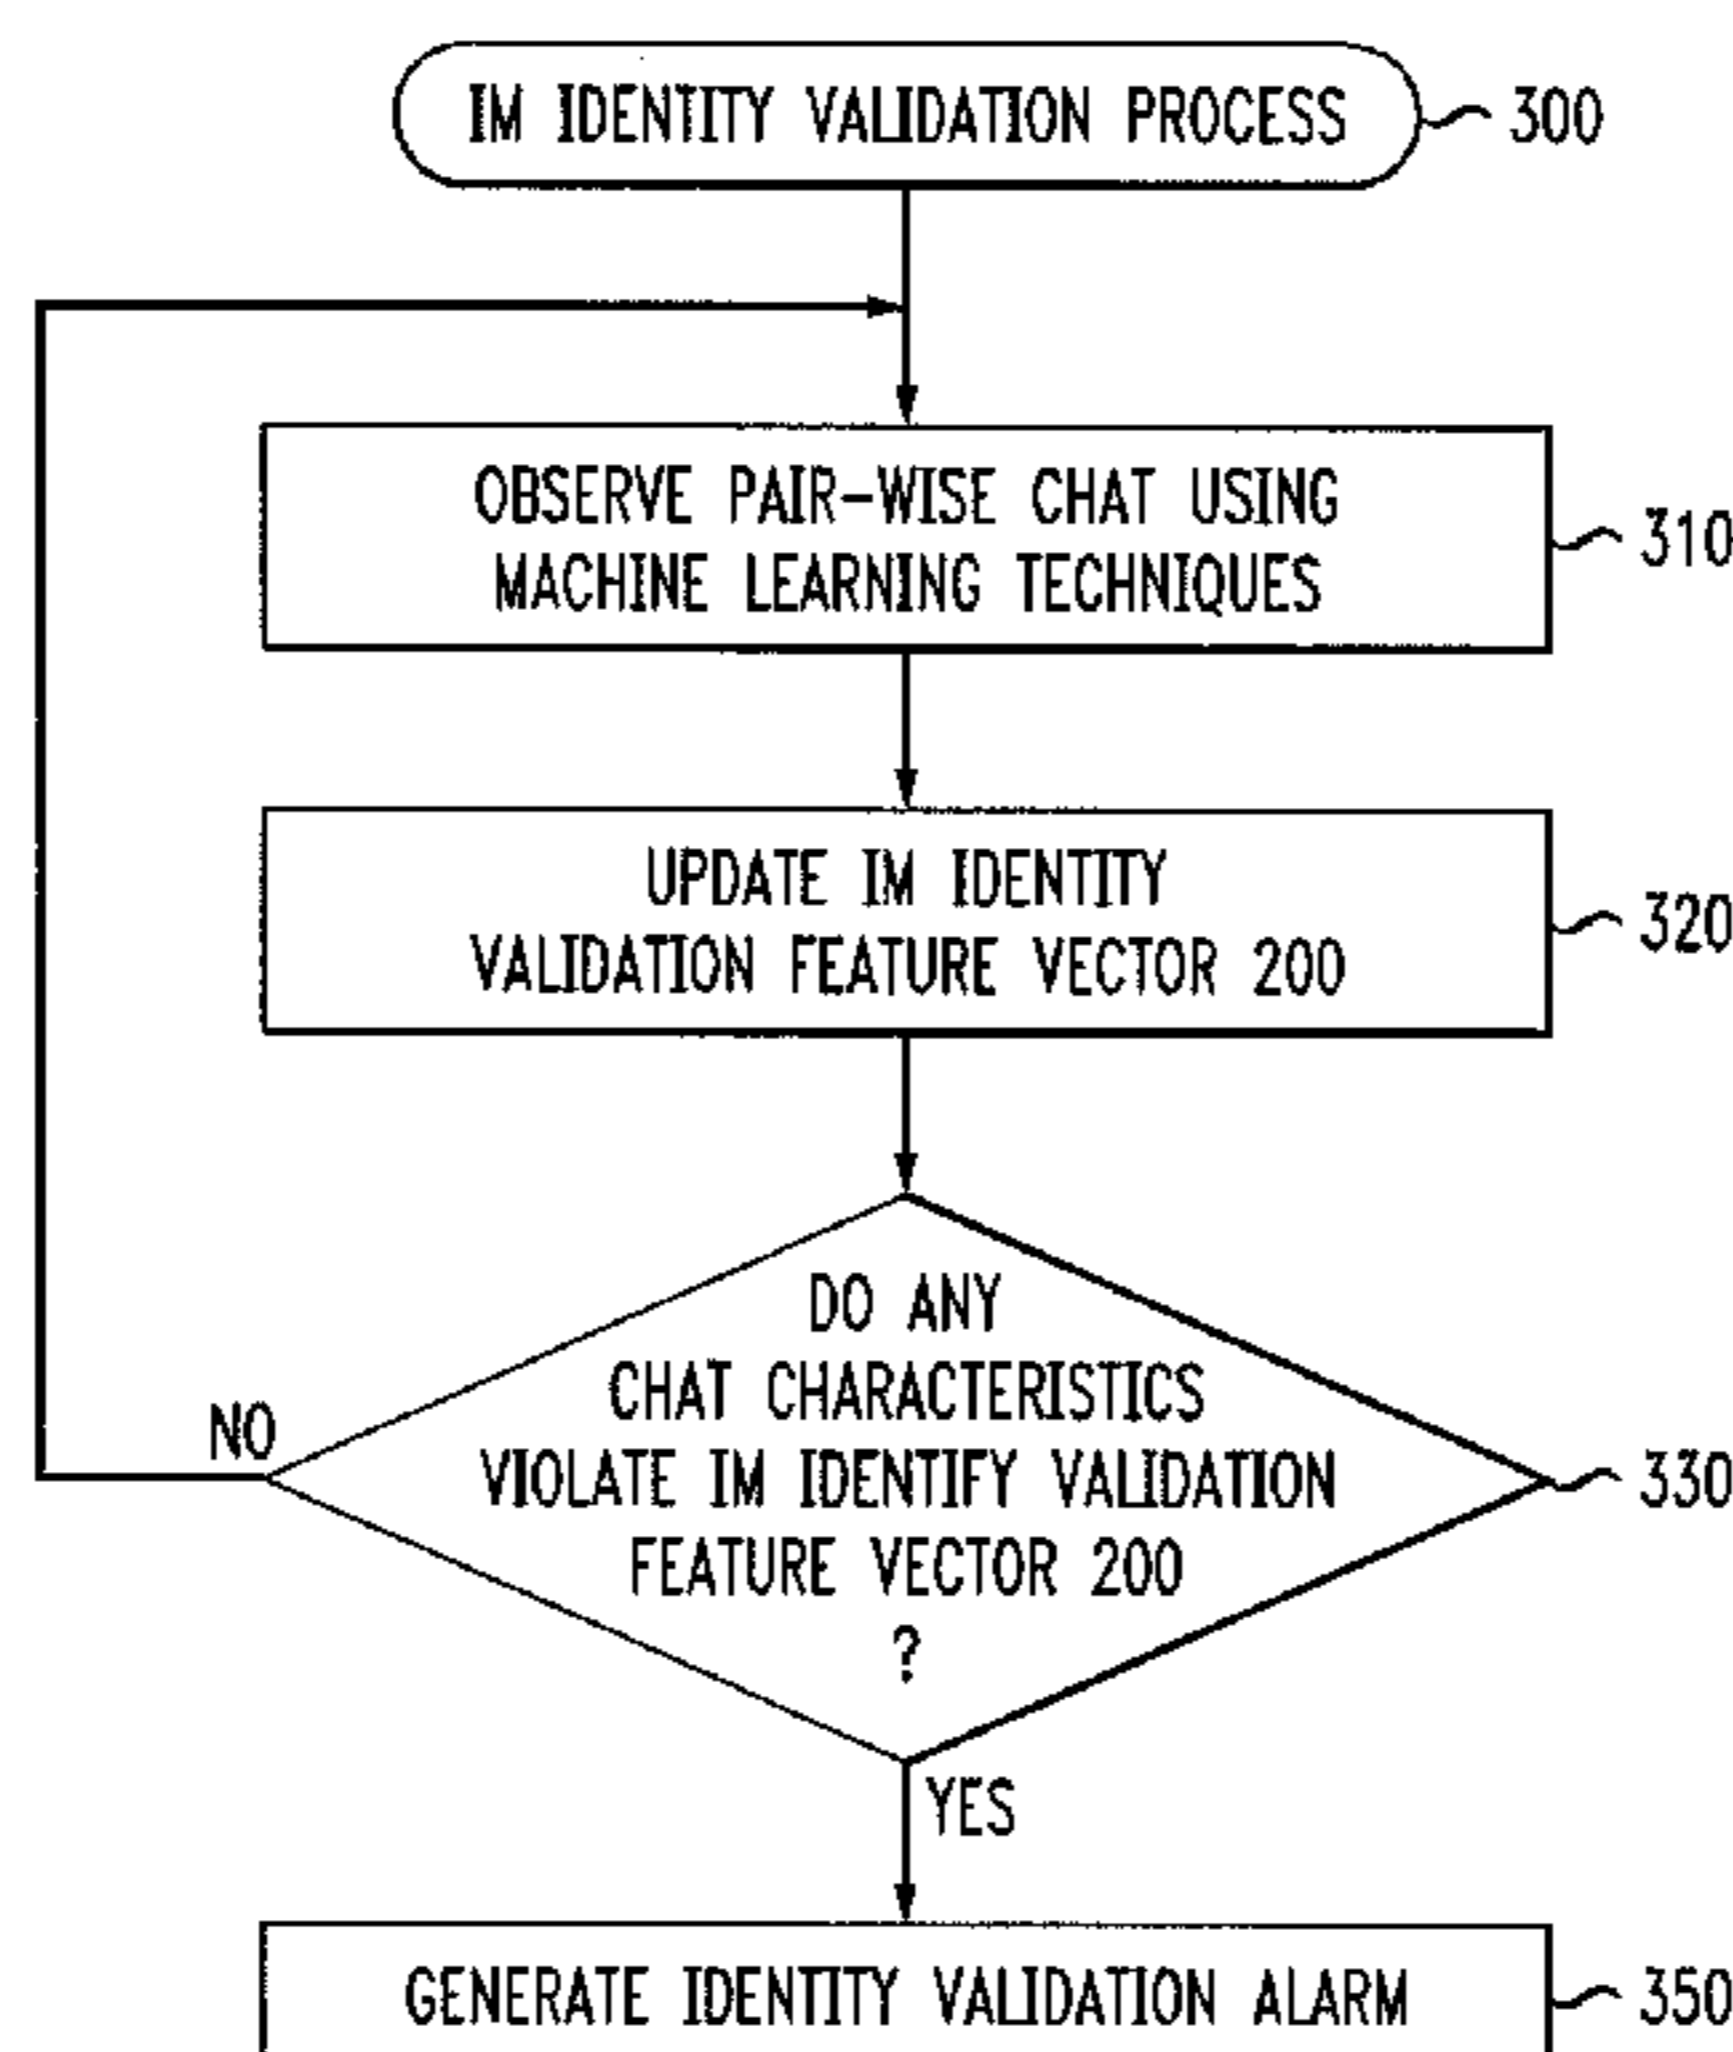 IM IDENTITY VALIDATION PROCESS
300
OBSERVE PAIR-WISE CHAT USING
MACHINE LEARNING TECHNIQUES
310
UPDATE IM IDENTITY
VALIDATION FEATURE VECTOR 200
320
DO ANY
CHAT CHARACTERISTICS
VIOLATE IM IDENTIFY VALIDATION
FEATURE VECTOR 200
?
330
NO
YES
GENERATE IDENTITY VALIDATION ALARM
350